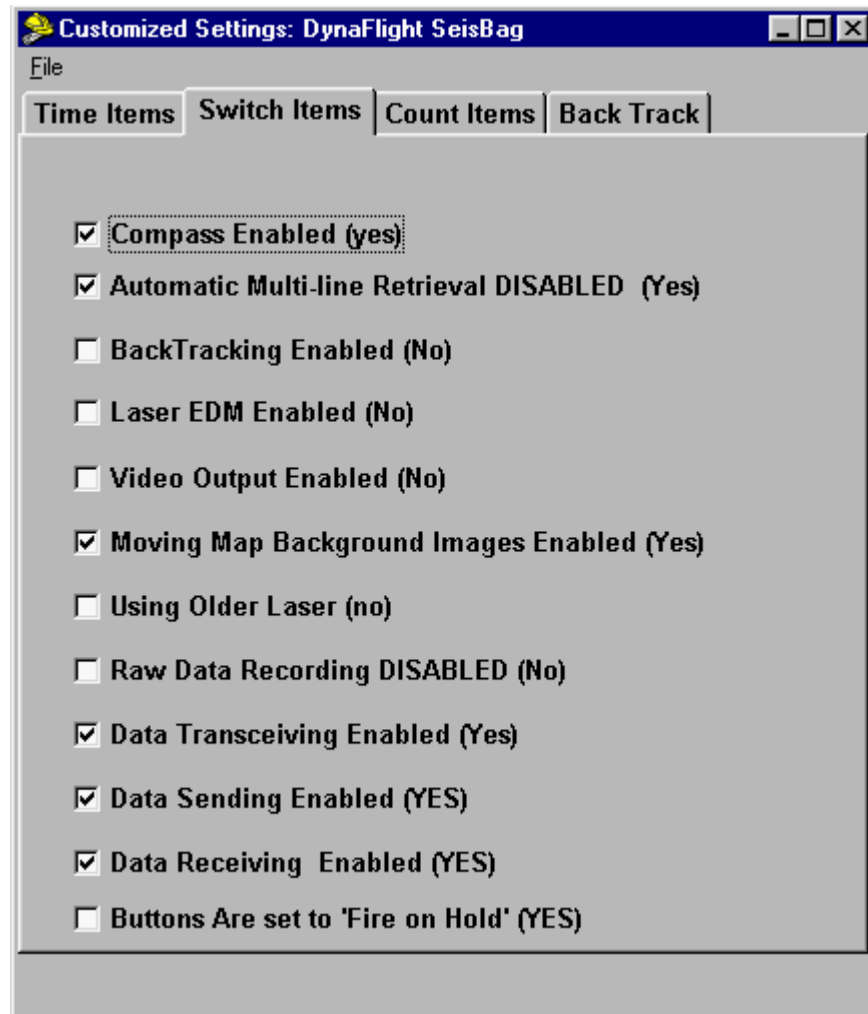 Customized Settings: DynaFlight SeisBag
File
Time Items Switch Items Count Items Back Track
Compass Enabled (yes)
Automatic Multi-line Retrieval DISABLED (Yes)
BackTracking Enabled (No)
Laser EDM Enabled (No)
Video Output Enabled (No)
Moving Map Background Images Enabled (Yes)
Using Older Laser (no)
Raw Data Recording DISABLED (No)
Data Transceiving Enabled (Yes)
Data Sending Enabled (YES)
Data Receiving Enabled (YES)
Buttons Are set to 'Fire on Hold' (YES)